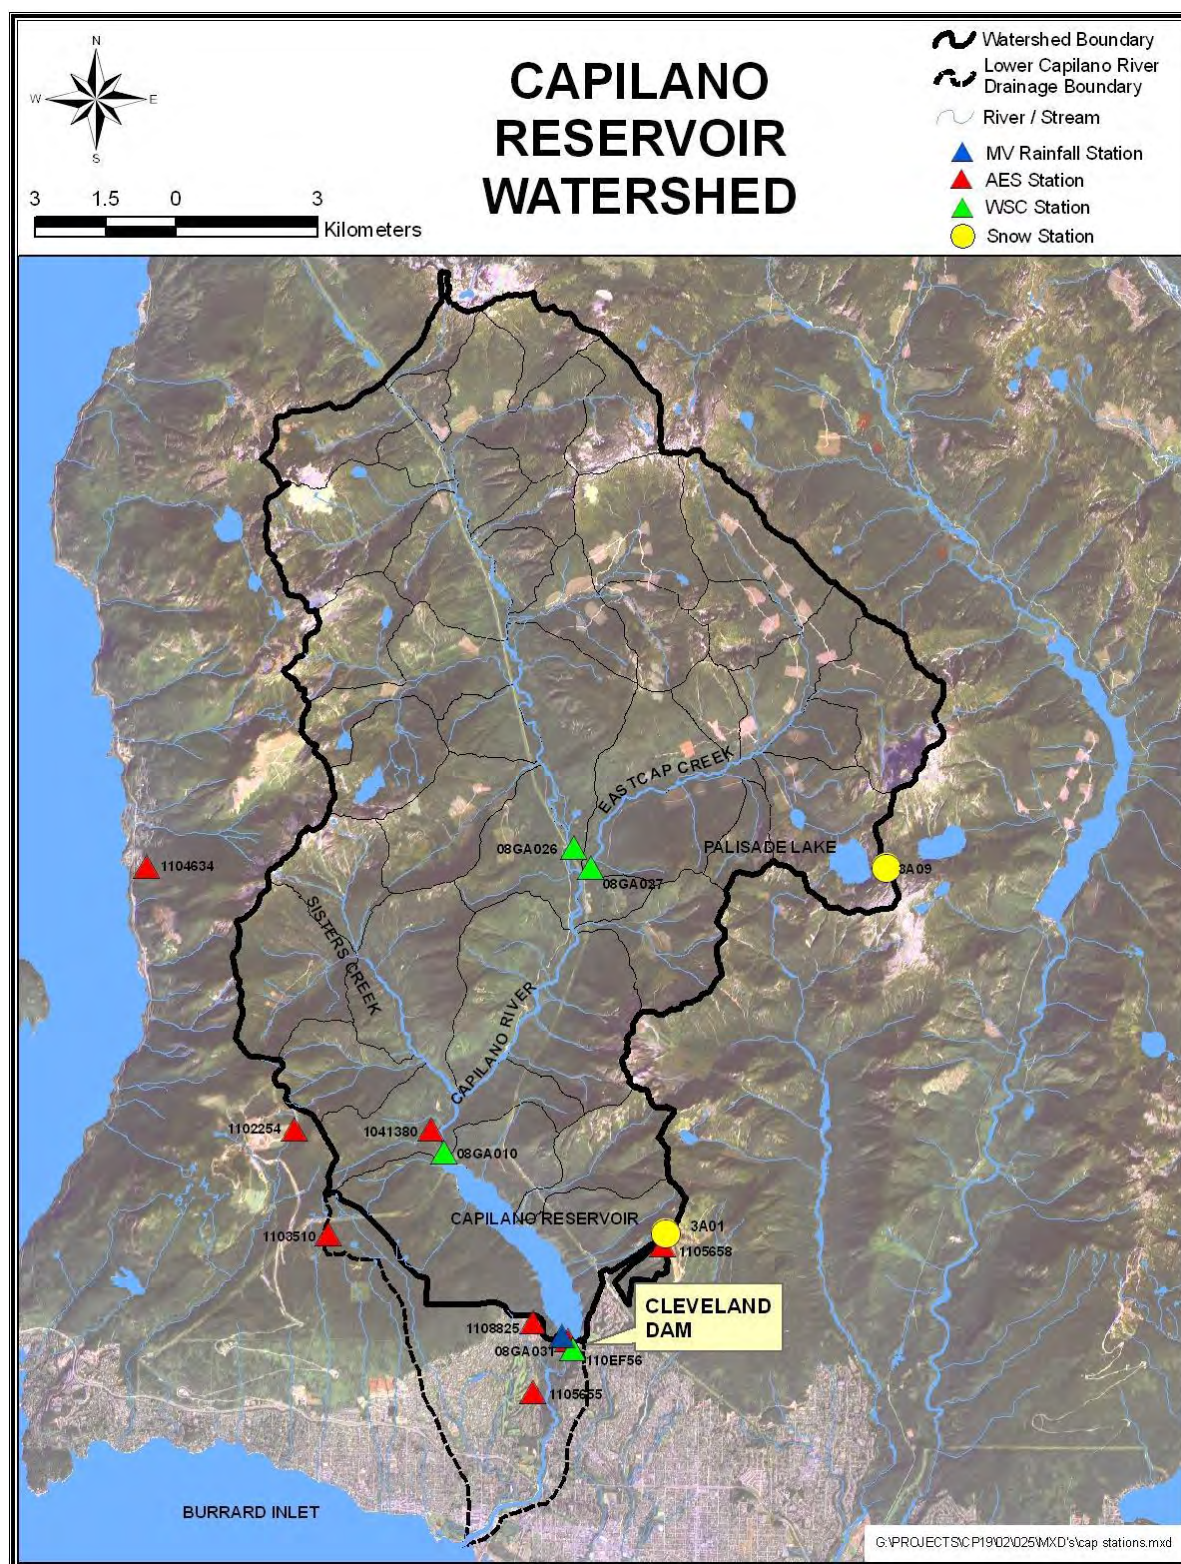 N
W
E
S
CAPILANO
RESERVOIR
WATERSHED
3 1.5 0 3
Kilometers
Watershed Boundary
Lower Capilano River
Drainage Boundary
River / Stream
MV Rainfall Station
AES Station
WSC Station
Snow Station
EASTCAP CREEK
08GA026
PALISADE LAKE
1104634
3A09
08GA027
SISTERS CREEK
CAPILANO RIVER
1102254
1041380
08GA010
CAPILANO RESERVOIR
3A01
1103510
1105658
CLEVELAND
DAM
1108825
08GA031
110EF56
1105655
BURRARD INLET
G:\PROJECTS\CP19\02\025\MXD's\cap stations.mxd